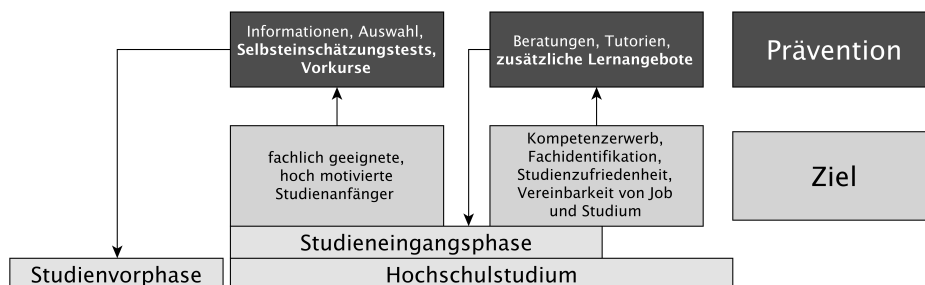 Informationen, Auswahl,
Selbsteinschätzungstests,
Vorkurse
Beratungen, Tutorien,
zusätzliche Lernangebote
Prävention
fachlich geeignete,
hoch motivierte
Studienanfänger
Kompetenzerwerb,
Fachidentifikation,
Studienzufriedenheit,
Vereinbarkeit von Job
und Studium
Ziel
Studieneingangsphase
Studienvorphase
Hochschulstudium